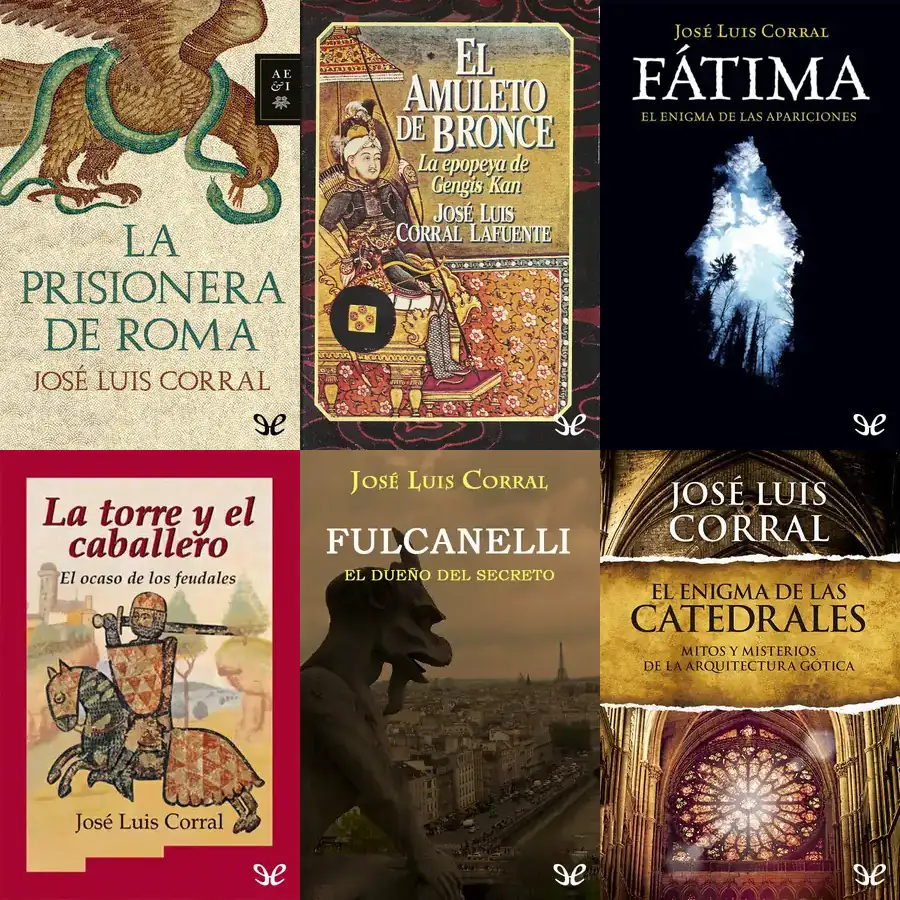 AE
&I
LA
PRISIONERA
DE ROMA
JOSÉ LUIS CORRAL
EL
AMULETO
DE BRONCE
La epopeya de
Gengis Kan
JOSÉ LUIS
CORRAL LAFUENTE
JOSÉ LUIS CORRAL
FÁTIMA
EL ENIGMA DE LAS APARICIONES
La torre y el
caballero
El ocaso de los feudales
José Luis Corral
JOSÉ LUIS CORRAL
FULCANELLI
EL DUEÑO DEL SECRETO
JOSÉ LUIS
CORRAL
EL ENIGMA DE LAS
CATEDRALES
MITOS Y MISTERIOS
DE LA ARQUITECTURA GÓTICA